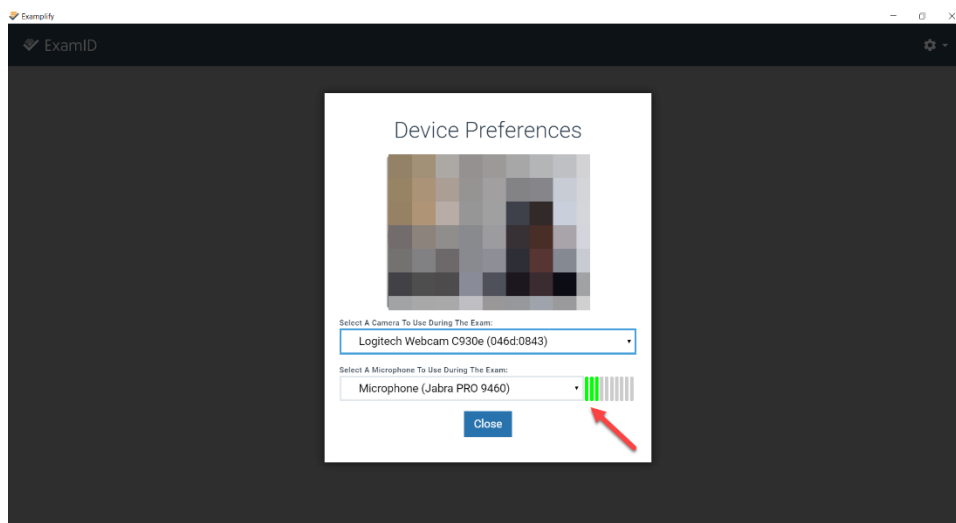 Examplify
ExamID
Device Preferences
Select A Camera To Use During The Exam:
Logitech Webcam C930e (046d:0843)
Select A Microphone To Use During The Exam:
Microphone (Jabra PRO 9460)
Close